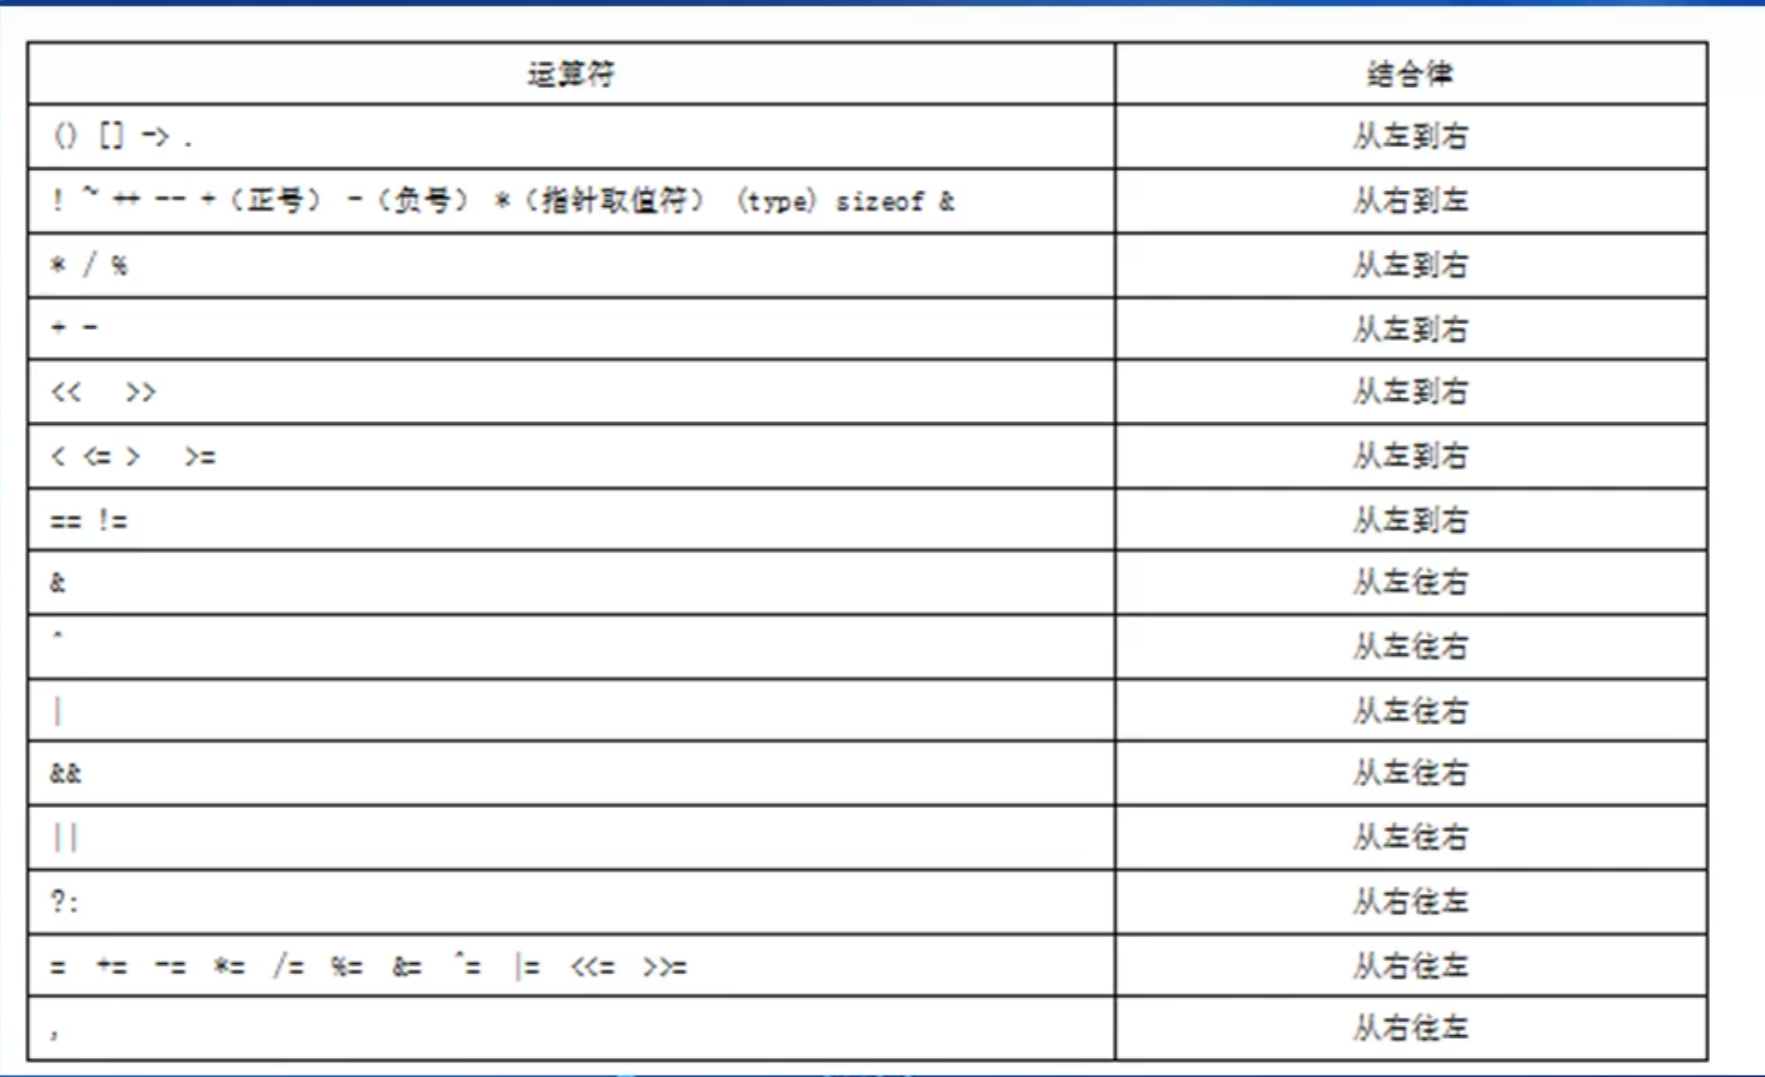 运算符 结合律
() [] -> . 从左到右
! ~ ++ -- +（正号） -（负号） *（指针取值符） (type) sizeof & 从右到左
* / % 从左到右
+ - 从左到右
<< >> 从左到右
< <= > >= 从左到右
== != 从左到右
& 从左往右
^ 从左往右
| 从左往右
&& 从左往右
|| 从左往右
?: 从右往左
= += -= *= /= %= &= ^= |= <<= >>= 从右往左
, 从右往左